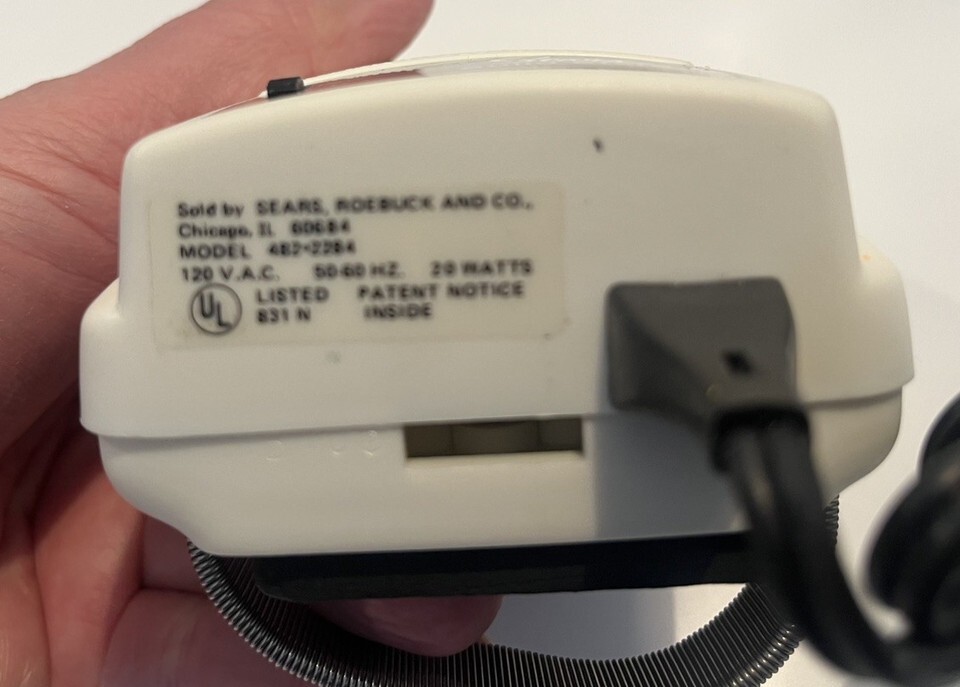 Sold by SEARS, ROEBUCK AND CO.,
Chicago, IL 60684
MODEL 482•2284
120 V.A.C. 50-60 HZ. 20 WATTS
UL LISTED PATENT NOTICE
831 N INSIDE